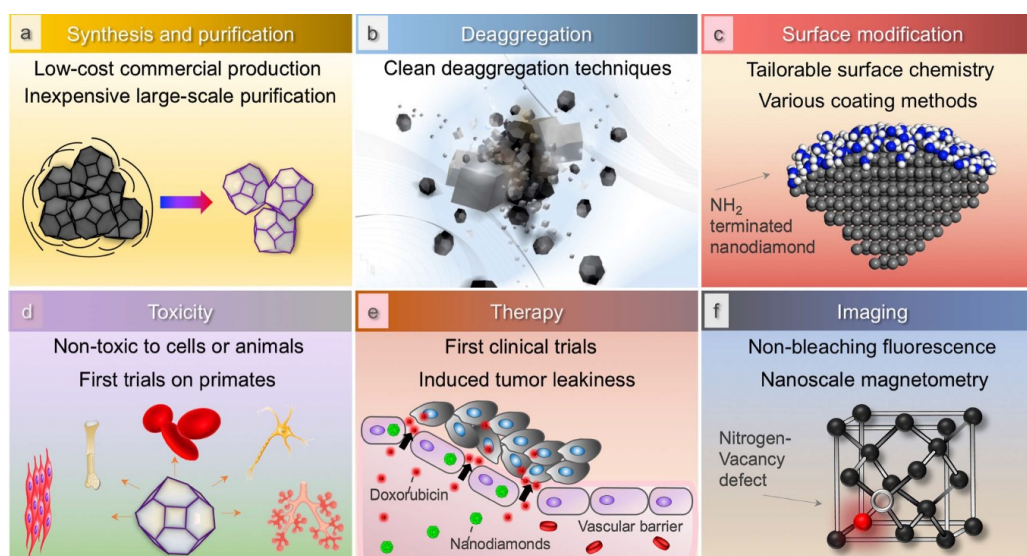 a
Synthesis and purification
Low-cost commercial production
Inexpensive large-scale purification
b
Deaggregation
Clean deaggregation techniques
c
Surface modification
Tailorable surface chemistry
Various coating methods
NH₂
terminated
nanodiamond
d
Toxicity
Non-toxic to cells or animals
First trials on primates
e
Therapy
First clinical trials
Induced tumor leakiness
Doxorubicin
Nanodiamonds
Vascular barrier
f
Imaging
Non-bleaching fluorescence
Nanoscale magnetometry
Nitrogen-
Vacancy
defect